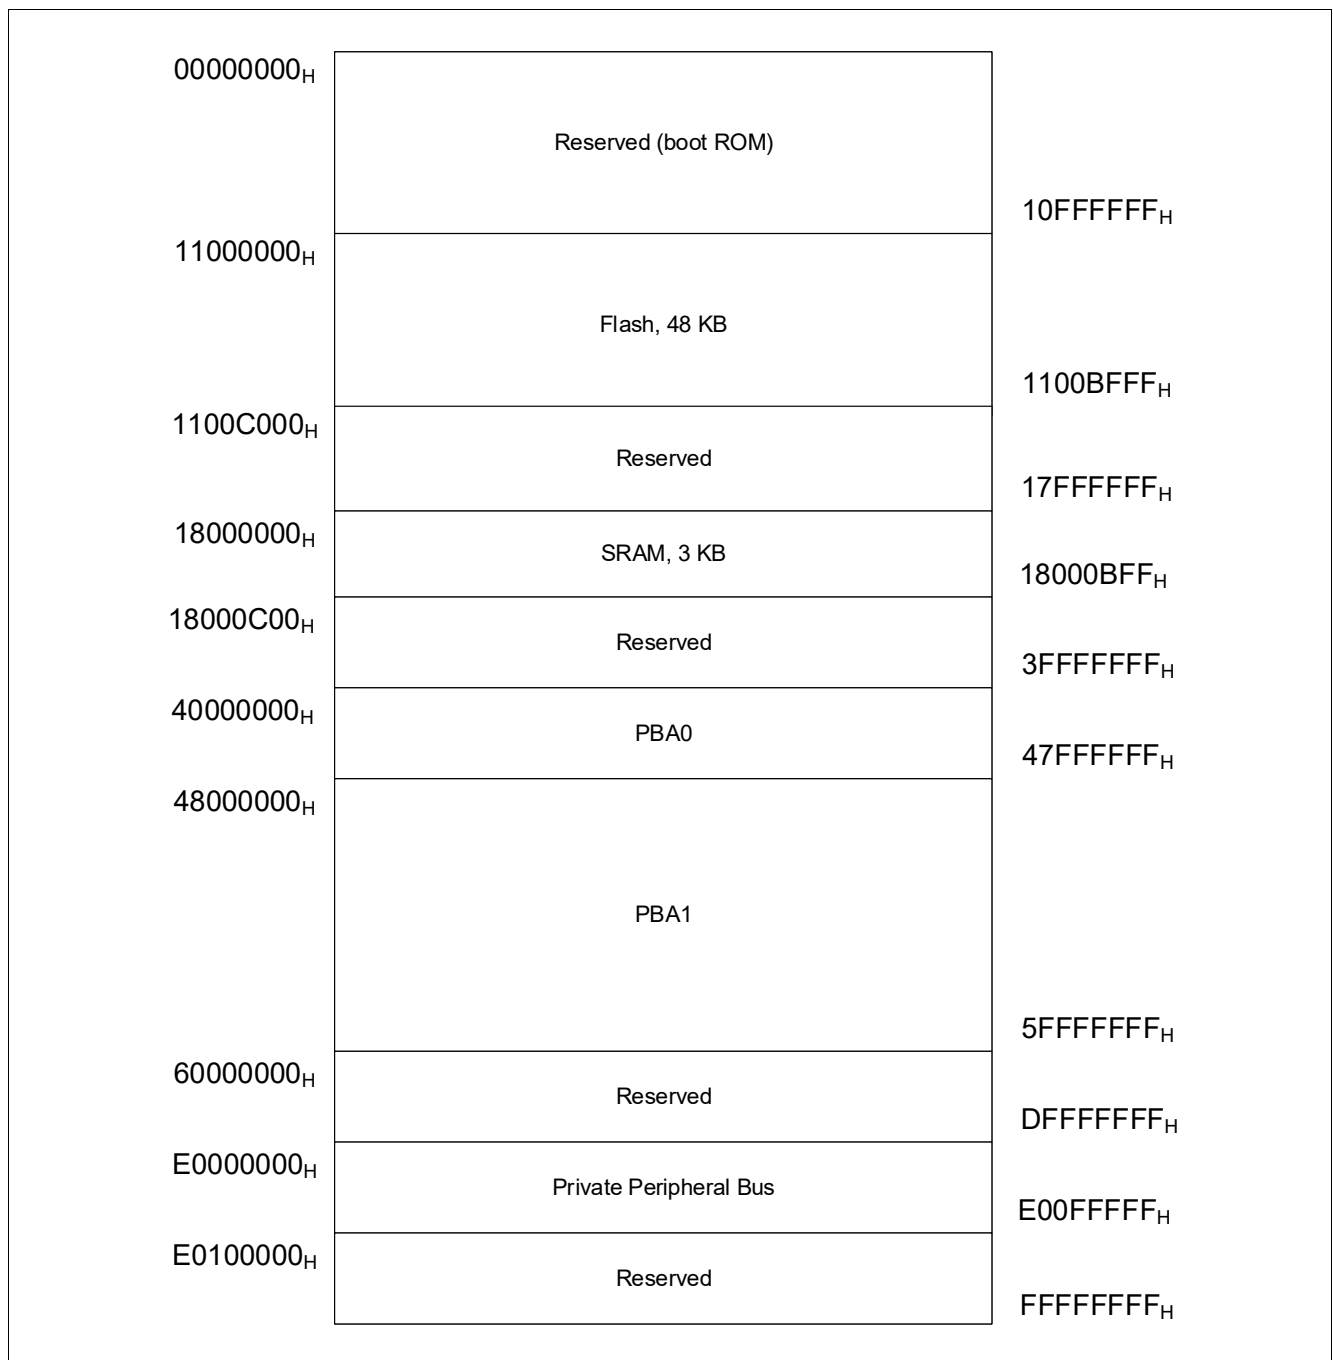 00000000H
Reserved (boot ROM)
10FFFFFFH
11000000H
Flash, 48 KB
1100BFFFH
1100C000H
Reserved
17FFFFFFH
18000000H
SRAM, 3 KB
18000BFFH
18000C00H
Reserved
3FFFFFFFH
40000000H
PBA0
47FFFFFFH
48000000H
PBA1
5FFFFFFFH
60000000H
Reserved
DFFFFFFFH
E0000000H
Private Peripheral Bus
E00FFFFFH
E0100000H
Reserved
FFFFFFFFH